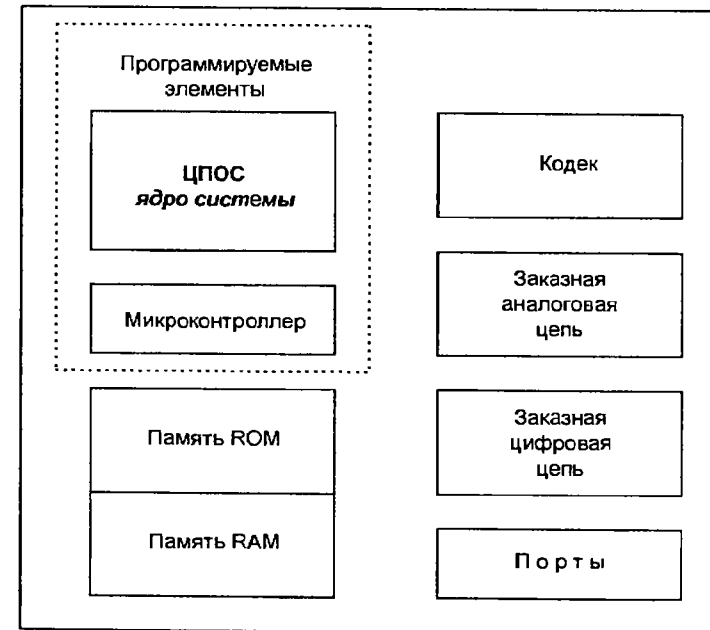 Программируемые
элементы
ЦПОС
ядро системы
Микроконтроллер
Память ROM
Память RAM
Кодек
Заказная
аналоговая
цепь
Заказная
цифровая
цепь
Порты